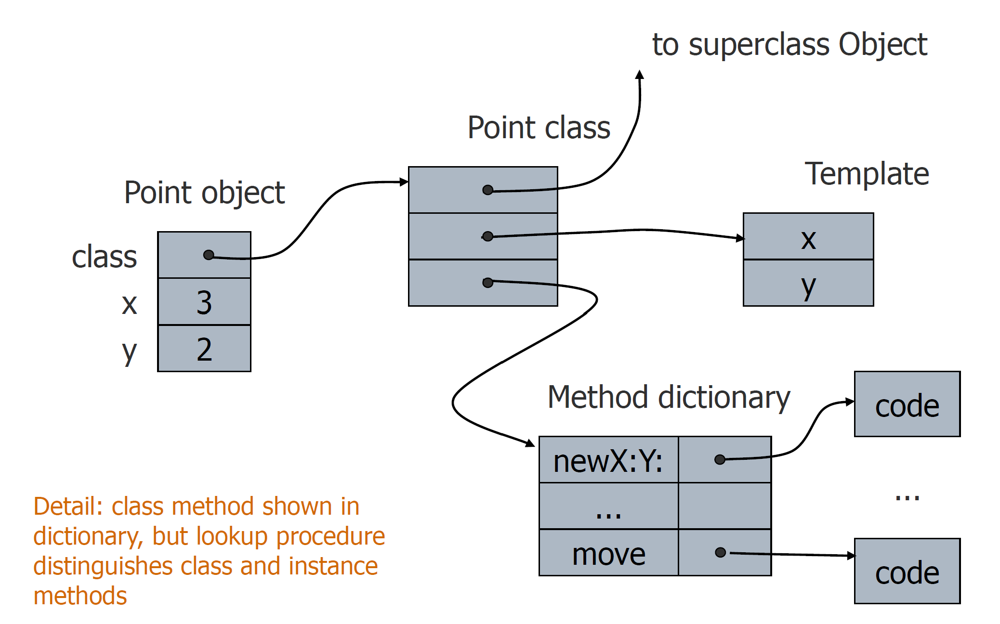 to superclass Object
Point class
Template
Point object
class
x
y
3
2
x
y
Method dictionary
newX:Y:
...
move
code
...
code
Detail: class method shown in
dictionary, but lookup procedure
distinguishes class and instance
methods